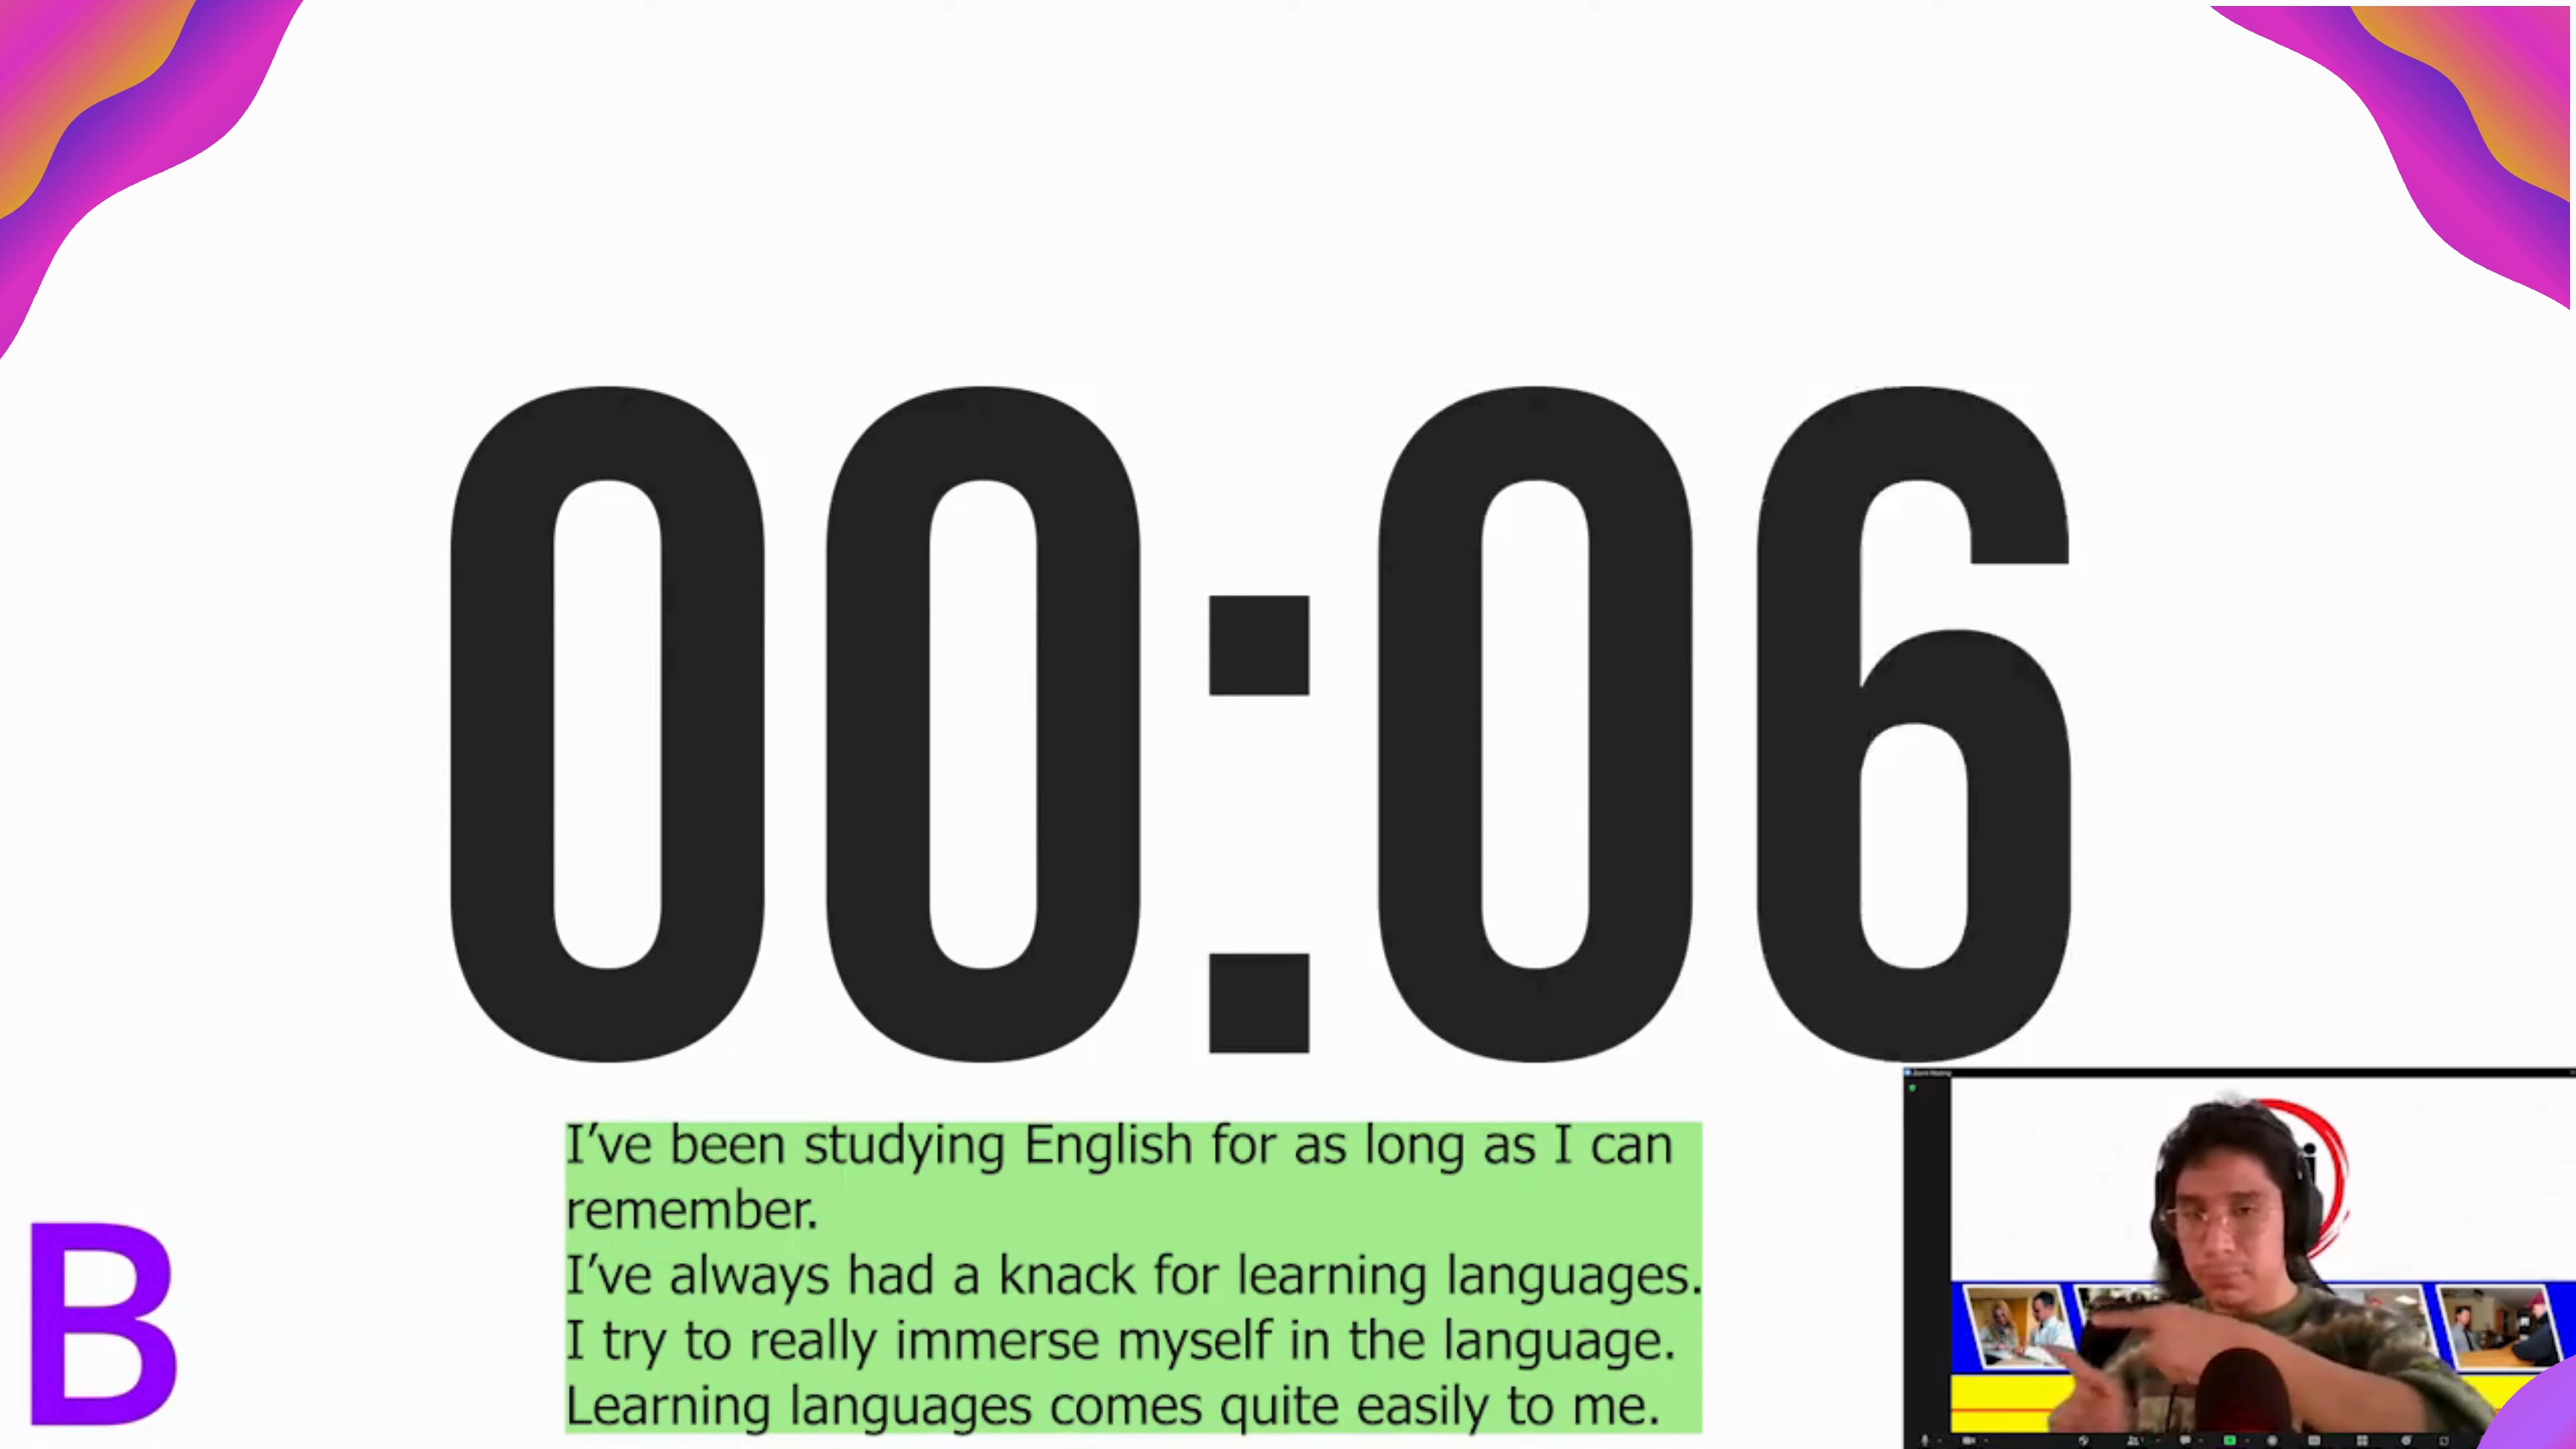 00:06
I've been studying English for as long as I can
remember.
I've always had a knack for learning languages.
I try to really immerse myself in the language.
Learning languages comes quite easily to me.
B